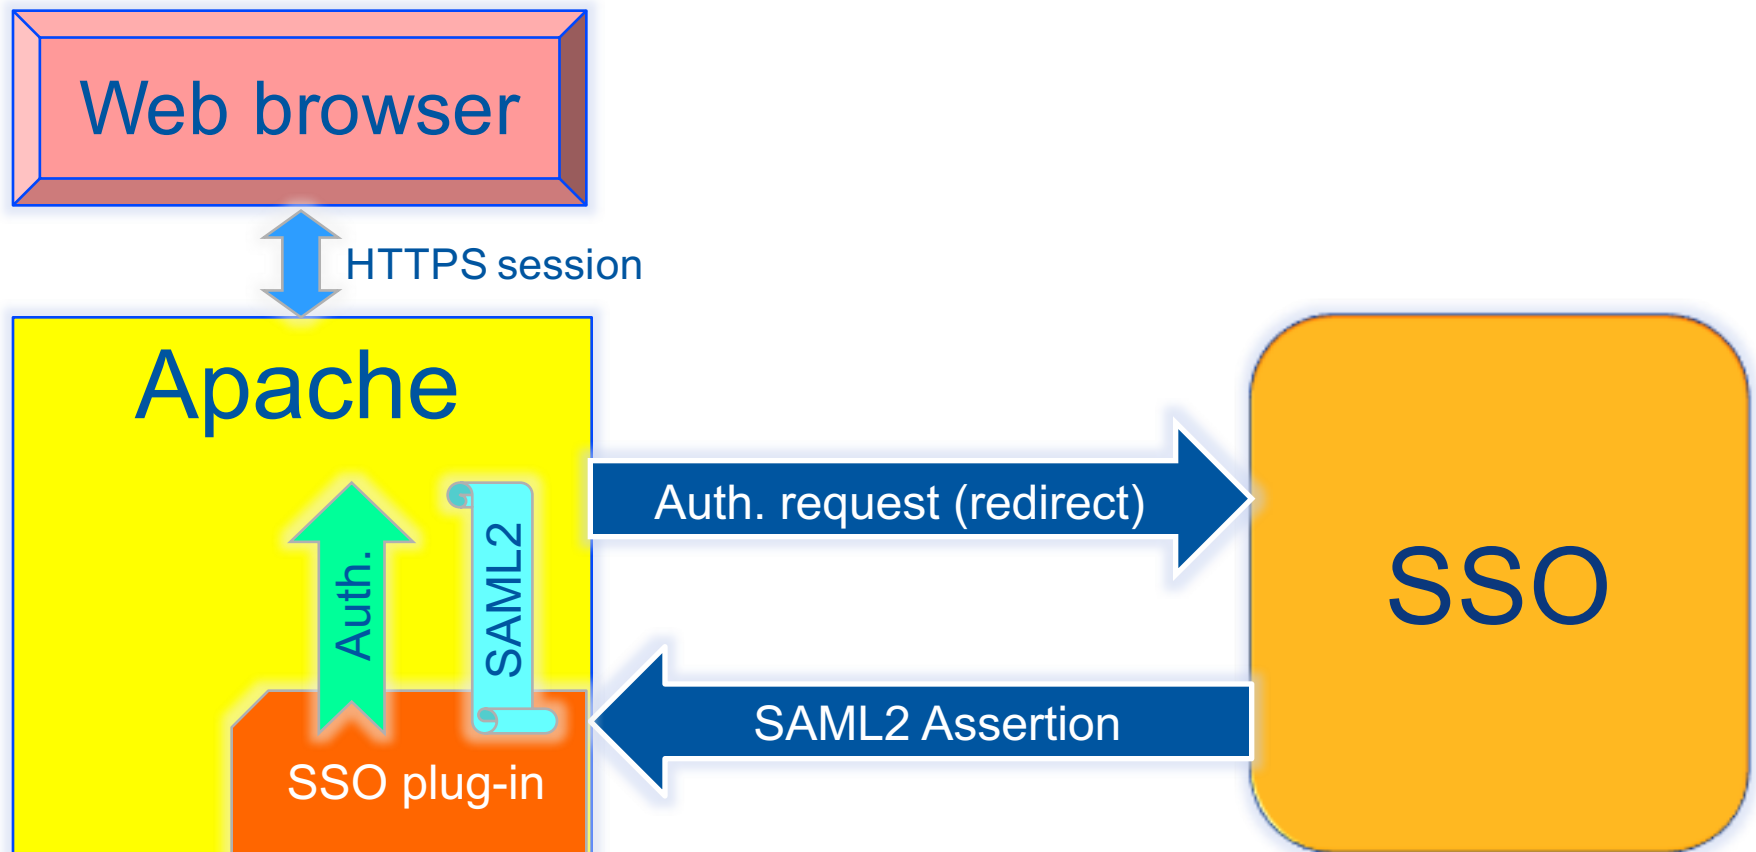 Web browser
HTTPS session
Apache
Auth. request (redirect)
Auth.
SAML2
SSO
SAML2 Assertion
SSO plug-in